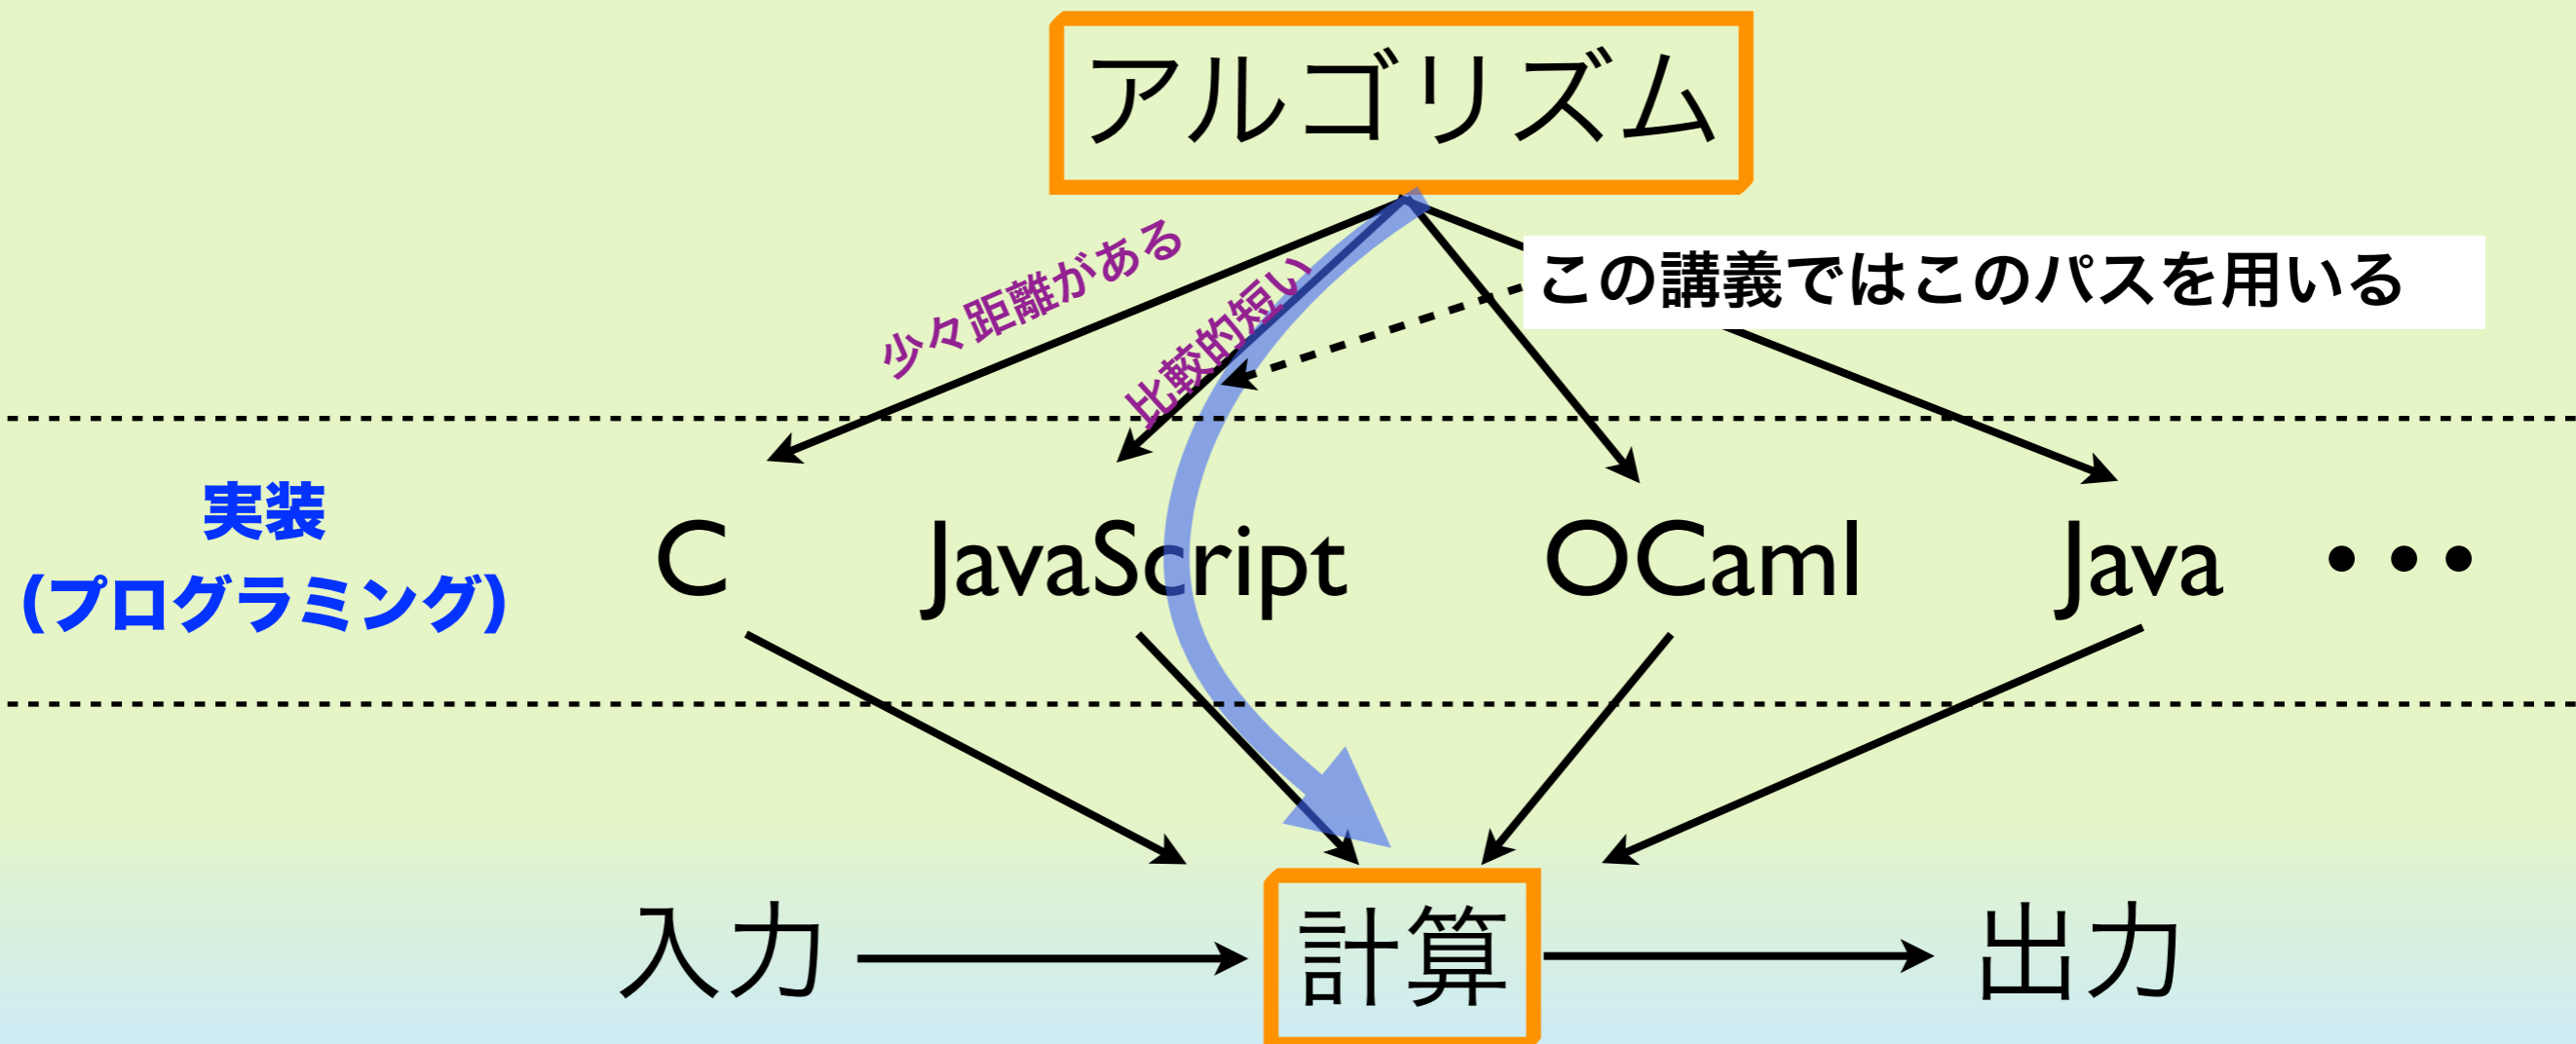 アルゴリズム
少々距離がある
比較的短い
この講義ではこのパスを用いる
実装
(プログラミング)
C JavaScript OCaml Java •••
入力 計算 出力